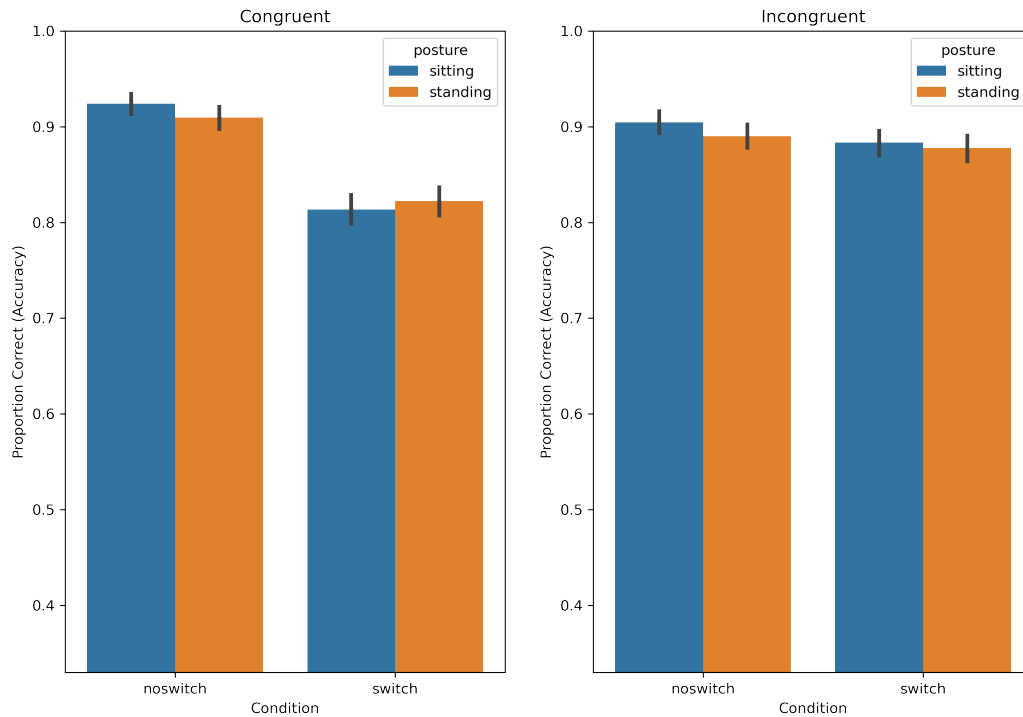 Congruent
posture
sitting
standing
1.0
0.9
0.8
0.7
0.6
0.5
0.4
Proportion Correct (Accuracy)
noswitch
switch
Condition
Incongruent
posture
sitting
standing
1.0
0.9
0.8
0.7
0.6
0.5
0.4
Proportion Correct (Accuracy)
noswitch
switch
Condition